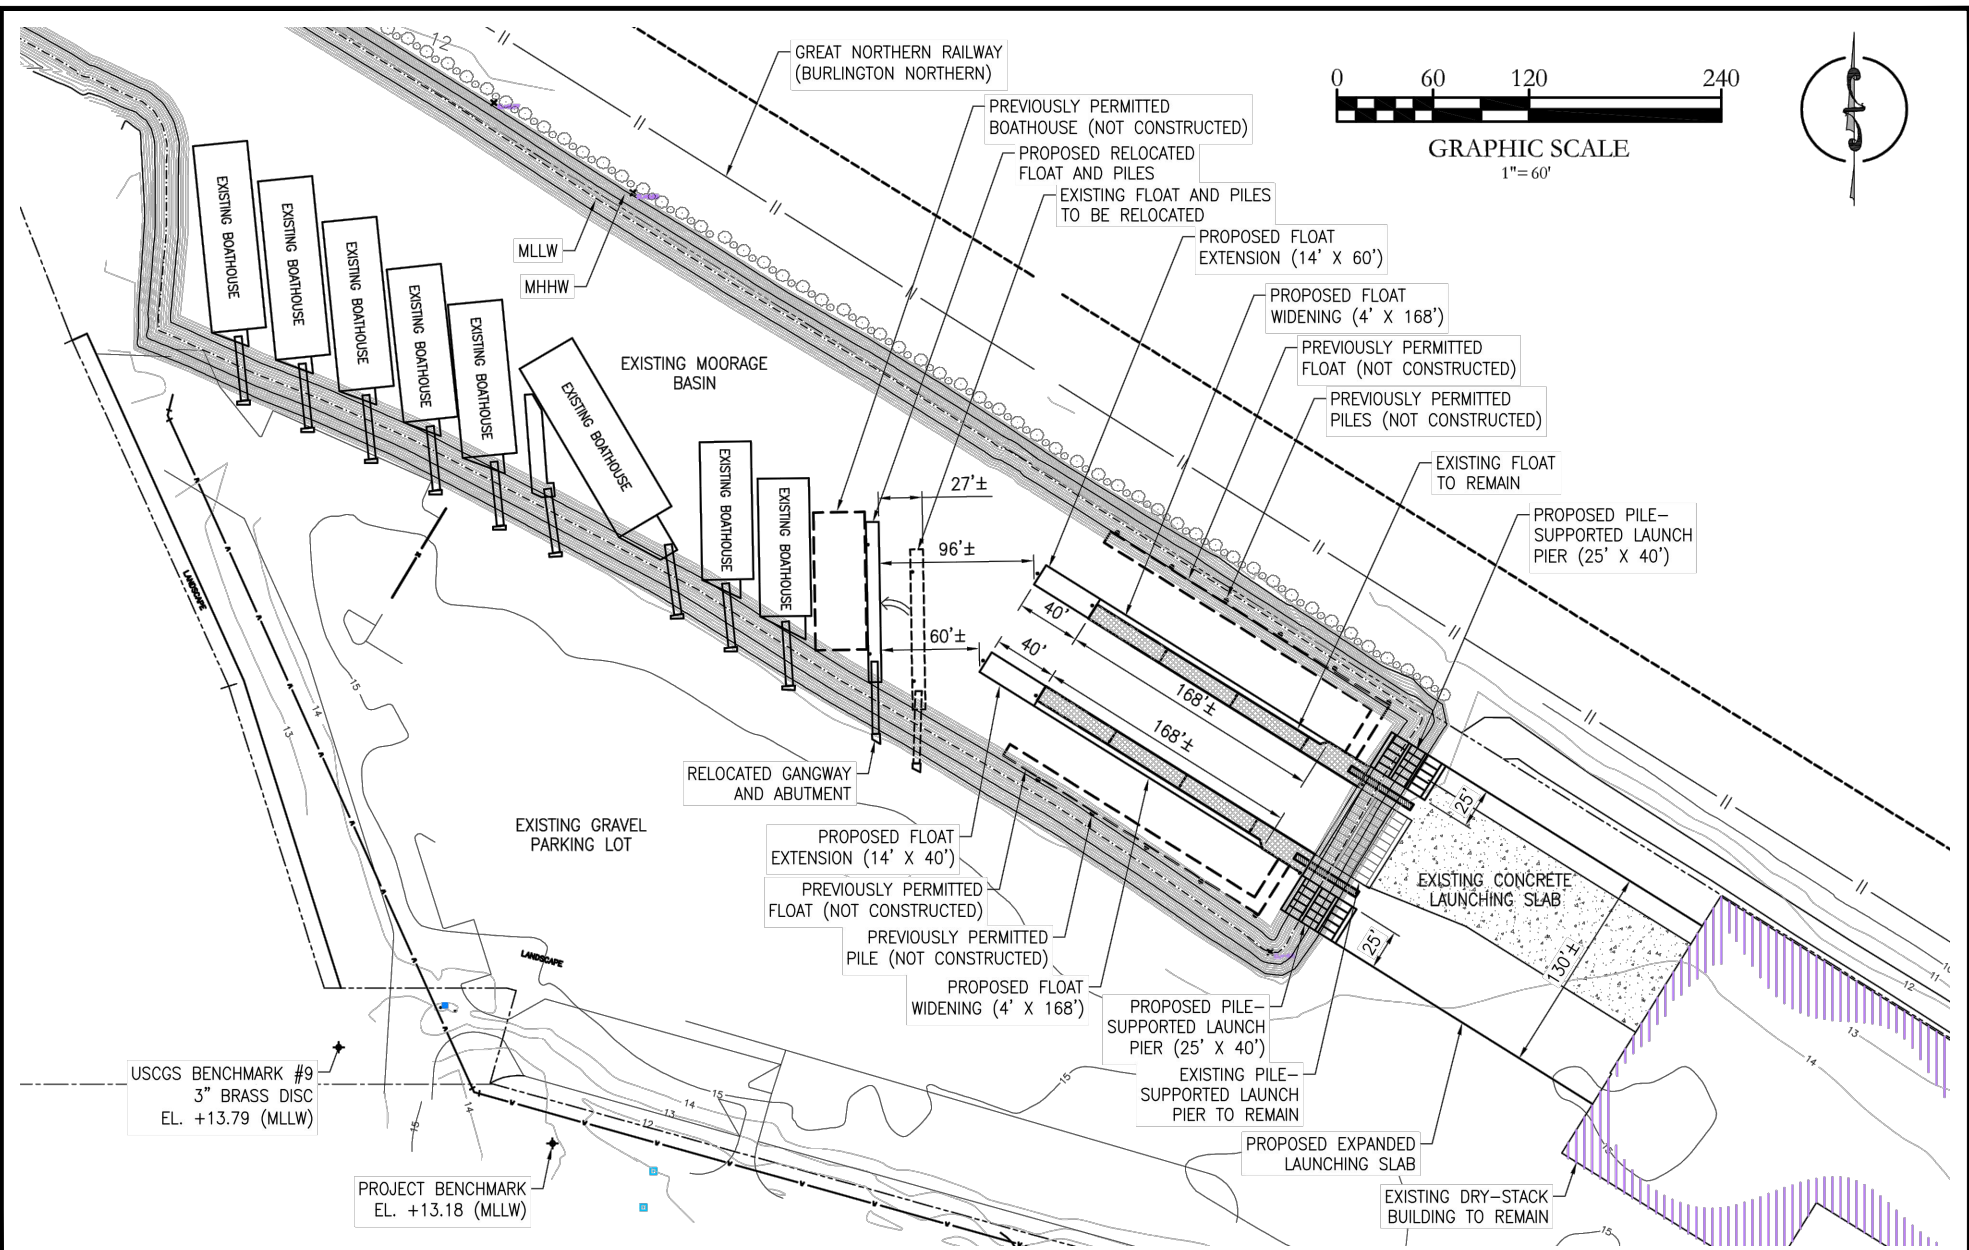 GREAT NORTHERN RAILWAY
(BURLINGTON NORTHERN)
0 60 120 240
GRAPHIC SCALE
1"= 60'
PREVIOUSLY PERMITTED
BOATHOUSE (NOT CONSTRUCTED)
PROPOSED RELOCATED
FLOAT AND PILES
EXISTING FLOAT AND PILES
TO BE RELOCATED
PROPOSED FLOAT
EXTENSION (14' X 60')
PROPOSED FLOAT
WIDENING (4' X 168')
PREVIOUSLY PERMITTED
FLOAT (NOT CONSTRUCTED)
PREVIOUSLY PERMITTED
PILES (NOT CONSTRUCTED)
EXISTING FLOAT
TO REMAIN
PROPOSED PILE-
SUPPORTED LAUNCH
PIER (25' X 40')
12
MLLW
MHHW
EXISTING BOATHOUSE
EXISTING BOATHOUSE
EXISTING BOATHOUSE
EXISTING BOATHOUSE
EXISTING BOATHOUSE
EXISTING BOATHOUSE
EXISTING BOATHOUSE
EXISTING BOATHOUSE
EXISTING MOORAGE
BASIN
27'±
96'±
60'±
40'
40'
168'±
168'±
25'
25'
130'±
EXISTING CONCRETE
LAUNCHING SLAB
LANDSCAPE
LANDSCAPE
EXISTING GRAVEL
PARKING LOT
RELOCATED GANGWAY
AND ABUTMENT
PROPOSED FLOAT
EXTENSION (14' X 40')
PREVIOUSLY PERMITTED
FLOAT (NOT CONSTRUCTED)
PREVIOUSLY PERMITTED
PILE (NOT CONSTRUCTED)
PROPOSED FLOAT
WIDENING (4' X 168')
PROPOSED PILE-
SUPPORTED LAUNCH
PIER (25' X 40')
EXISTING PILE-
SUPPORTED LAUNCH
PIER TO REMAIN
PROPOSED EXPANDED
LAUNCHING SLAB
EXISTING DRY-STACK
BUILDING TO REMAIN
USCGS BENCHMARK #9
3" BRASS DISC
EL. +13.79 (MLLW)
PROJECT BENCHMARK
EL. +13.18 (MLLW)
15
14
13
14
15
15
14
13
12
15
10
11
12
13
14
15